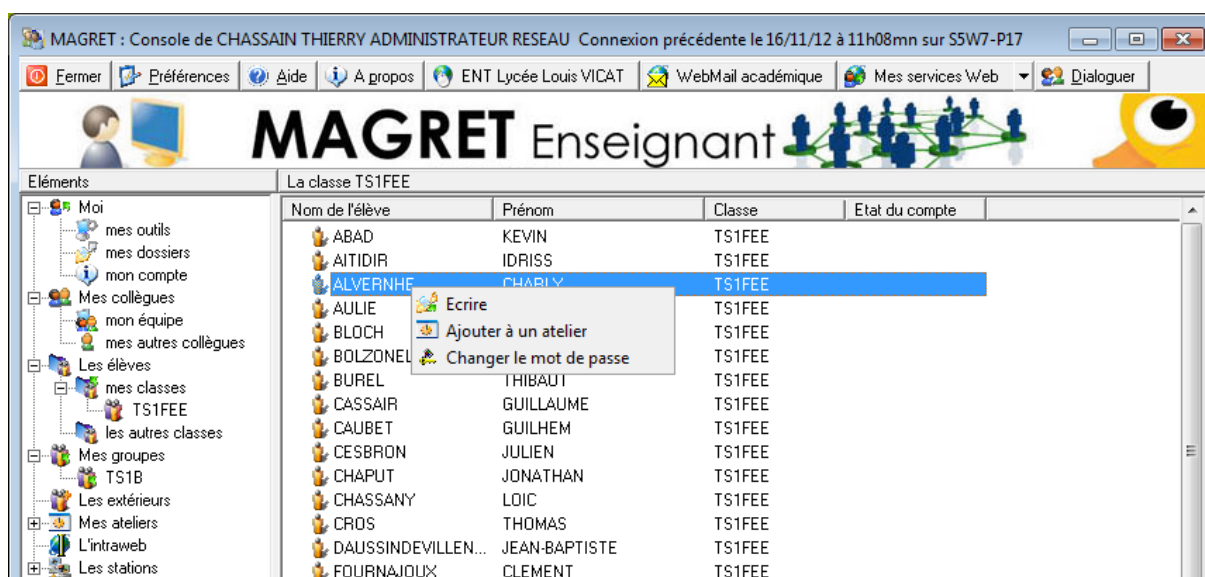 MAGRET : Console de CHASSAIN THIERRY ADMINISTRATEUR RESEAU Connexion précédente le 16/11/12 à 11h08mn sur S5W7-P17
Fermer Préférences Aide A propos ENT Lycée Louis VICAT WebMail académique Mes services Web Dialoguer
MAGRET Enseignant
Eléments
La classe TS1FEE
Moi
mes outils
mes dossiers
mon compte
Mes collègues
mon équipe
mes autres collègues
Les élèves
mes classes
TS1FEE
les autres classes
Mes groupes
TS1B
Les extérieurs
Mes ateliers
L'intraweb
Les stations
Nom de l'élève Prénom Classe Etat du compte
ABAD KEVIN TS1FEE
AITIDIR IDRISS TS1FEE
ALVERNHE CHARLY TS1FEE
AULIE TS1FEE
BLOCH TS1FEE
BOLZONEL TS1FEE
BUREL THIBAUT TS1FEE
CASSAIR GUILLAUME TS1FEE
CAUBET GUILHEM TS1FEE
CESBRON JULIEN TS1FEE
CHAPUT JONATHAN TS1FEE
CHASSANY LOIC TS1FEE
CROS THOMAS TS1FEE
DAUSSINDEVILLEN... JEAN-BAPTISTE TS1FEE
FOURNAJOUX CLEMENT TS1FEE
Ecrire
Ajouter à un atelier
Changer le mot de passe